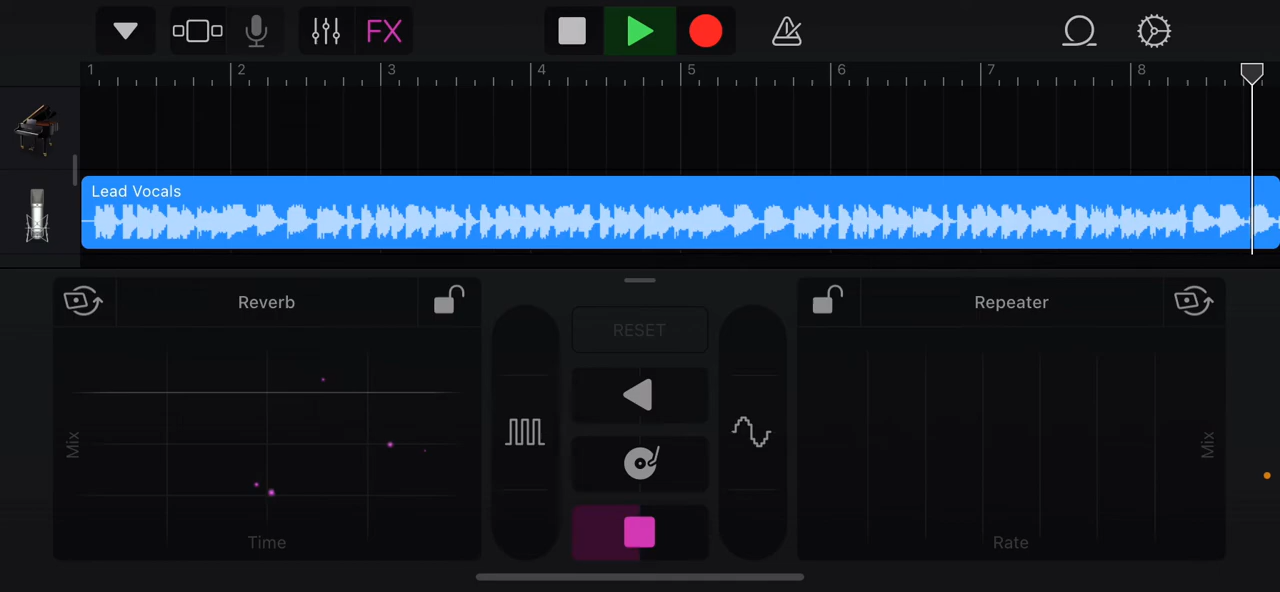 FX
1 2 3 4 5 6 7 8
Lead Vocals
Reverb
RESET
Repeater
Mix
Mix
Time
Rate